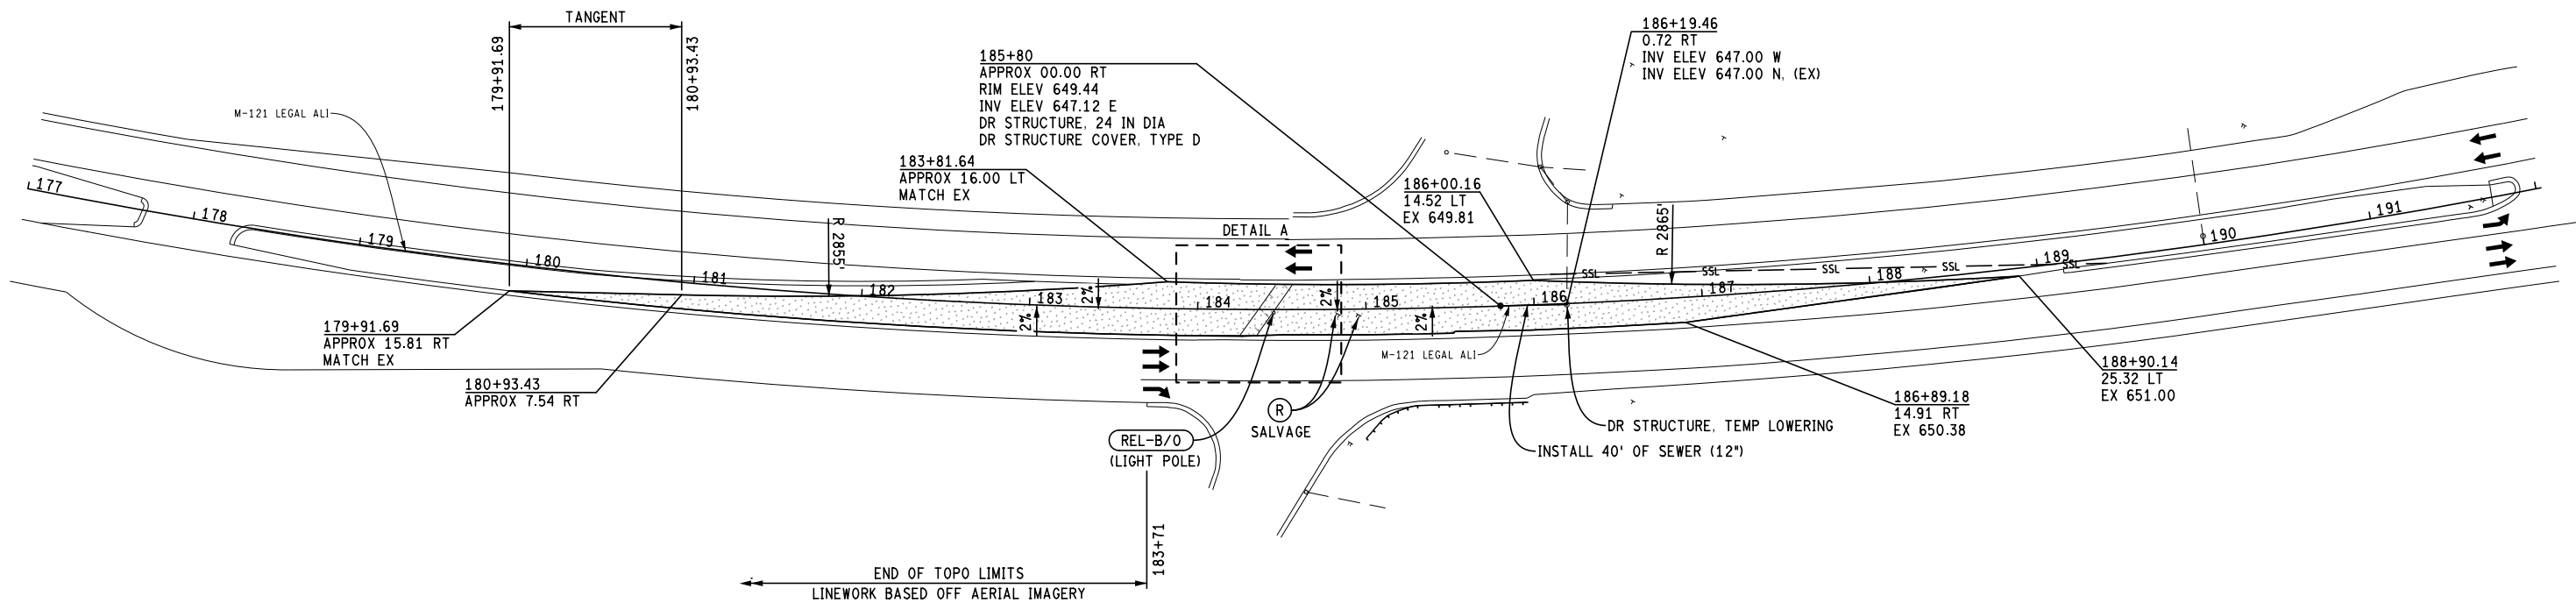 TANGENT
179+91.69
180+93.43
M-121 LEGAL ALI
185+80
APPROX 00.00 RT
RIM ELEV 649.44
INV ELEV 647.12 E
DR STRUCTURE, 24 IN DIA
DR STRUCTURE COVER, TYPE D
186+19.46
0.72 RT
INV ELEV 647.00 W
INV ELEV 647.00 N, (EX)
183+81.64
APPROX 16.00 LT
MATCH EX
186+00.16
14.52 LT
EX 649.81
DETAIL A
R 2855'
R 2865'
177
178
179
180
181
182
183
184
185
186
187
188
189
190
191
SSL
SSL
SSL
SSL
SSL
2%
2%
2%
2%
179+91.69
APPROX 15.81 RT
MATCH EX
180+93.43
APPROX 7.54 RT
M-121 LEGAL ALI
188+90.14
25.32 LT
EX 651.00
186+89.18
14.91 RT
EX 650.38
R
SALVAGE
REL-B/O
(LIGHT POLE)
DR STRUCTURE, TEMP LOWERING
INSTALL 40' OF SEWER (12")
183+71
END OF TOPO LIMITS
LINEWORK BASED OFF AERIAL IMAGERY